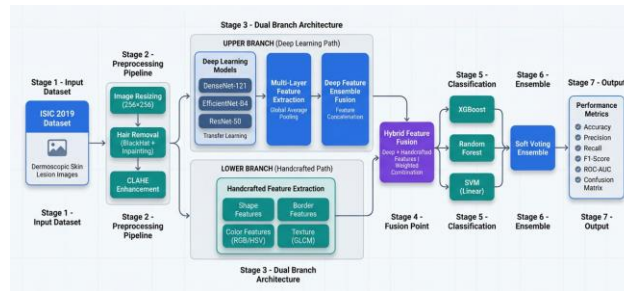 Stage 3 - Dual Branch Architecture
Stage 2 -
Preprocessing
Pipeline
Stage 1 - Input
Dataset
ISIC 2019
Dataset
Dermoscopic Skin
Lesion Images
Stage 1 -
Input Dataset
Image Resizing
(256×256)
Hair Removal
(BlackHat +
Inpainting)
CLAHE
Enhancement
Stage 2 -
Preprocessing
Pipeline
UPPER BRANCH (Deep Learning Path)
Deep Learning
Models
DenseNet-121
EfficientNet-B4
ResNet-50
Transfer Learning
Multi-Layer
Feature
Extraction
Global Average
Pooling
Deep Feature
Ensemble
Fusion
Feature
Concatenation
LOWER BRANCH (Handcrafted Path)
Handcrafted Feature Extraction
Shape
Features
Border
Features
Color Features
(RGB/HSV)
Texture
(GLCM)
Stage 3 - Dual Branch
Architecture
Hybrid Feature
Fusion
Deep + Handcrafted
Features |
Weighted
Combination
Stage 4 -
Fusion Point
Stage 5 -
Classification
XGBoost
Random
Forest
SVM
(Linear)
Stage 5 -
Classification
Stage 6 -
Ensemble
Soft Voting
Ensemble
Stage 6 -
Ensemble
Stage 7 - Output
Performance
Metrics
Accuracy
Precision
Recall
F1-Score
ROC-AUC
Confusion
Matrix
Stage 7 -
Output